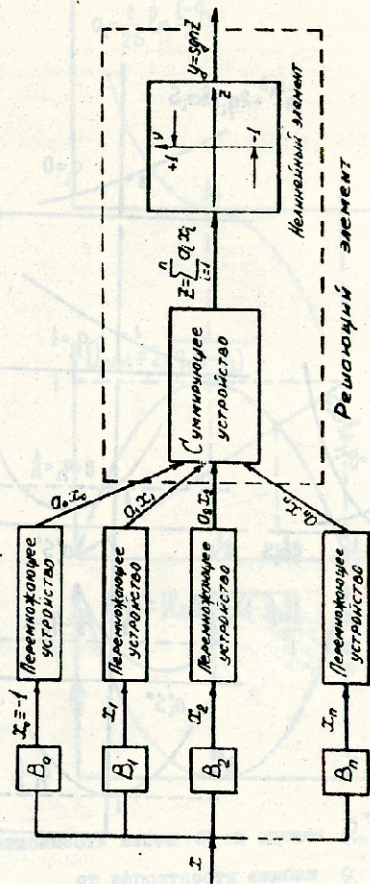 x
B₀
x₀≡-1
Перемножающее
устройство
a₀x₀
B₁
x₁
Перемножающее
устройство
a₁x₁
B₂
x₂
Перемножающее
устройство
a₂x₂
Bₙ
xₙ
Перемножающее
устройство
aₙxₙ
Суммирующее
устройство
n
Z=∑ aᵢxᵢ
i=1
+1
y
z
-1
Нелинейный элемент
y=sgnz
Решающий элемент